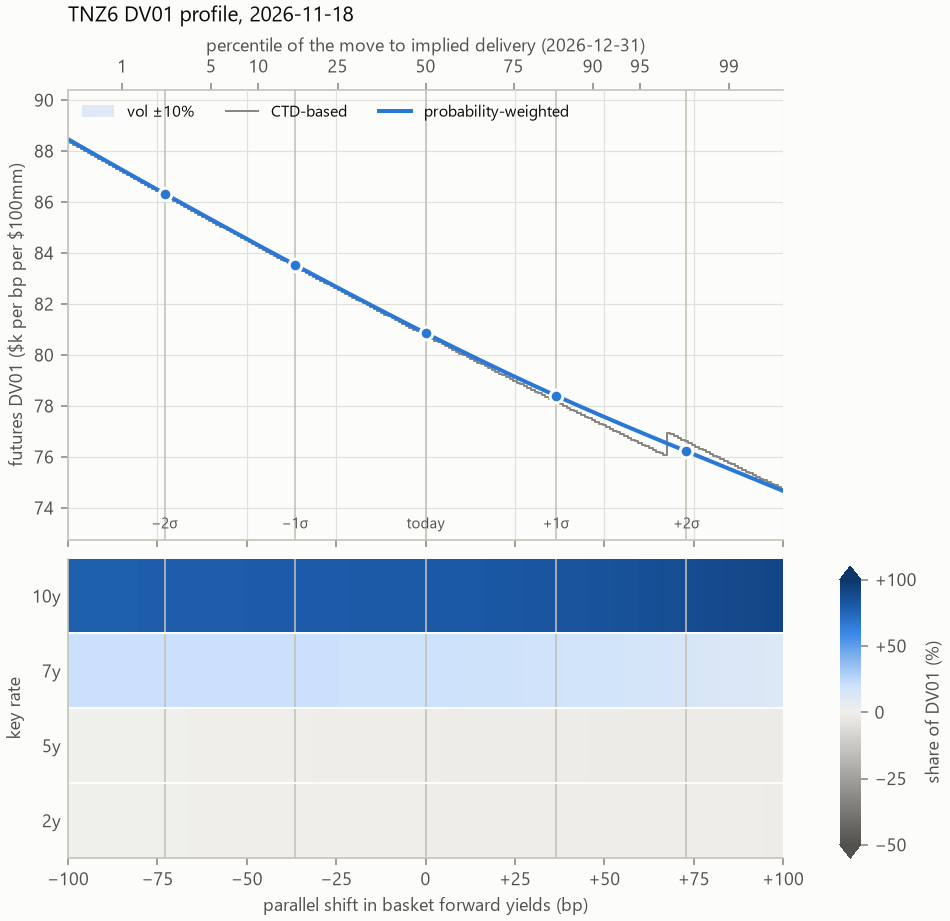 TNZ6 DV01 profile, 2026-11-18
percentile of the move to implied delivery (2026-12-31)
1 5 10 25 50 75 90 95 99
vol ±10% CTD-based probability-weighted
futures DV01 ($k per bp per $100mm)
90
88
86
84
82
80
78
76
74
−2σ −1σ today +1σ +2σ
key rate
10y
7y
5y
2y
−100 −75 −50 −25 0 +25 +50 +75 +100
parallel shift in basket forward yields (bp)
+100
+50
0
−25
−50
share of DV01 (%)